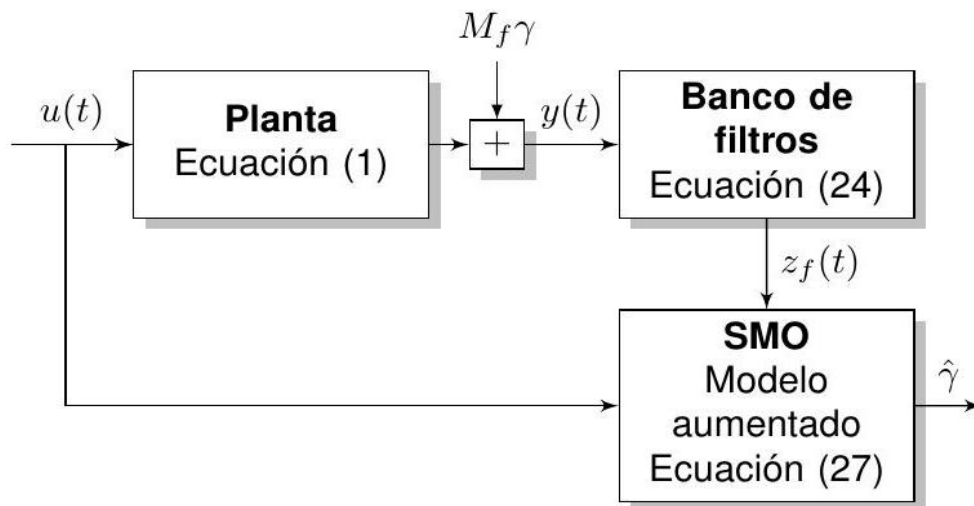 M_f γ
u(t)
Planta
Ecuación (1)
+
y(t)
Banco de
filtros
Ecuación (24)
z_f(t)
SMO
Modelo
aumentado
Ecuación (27)
γ̂